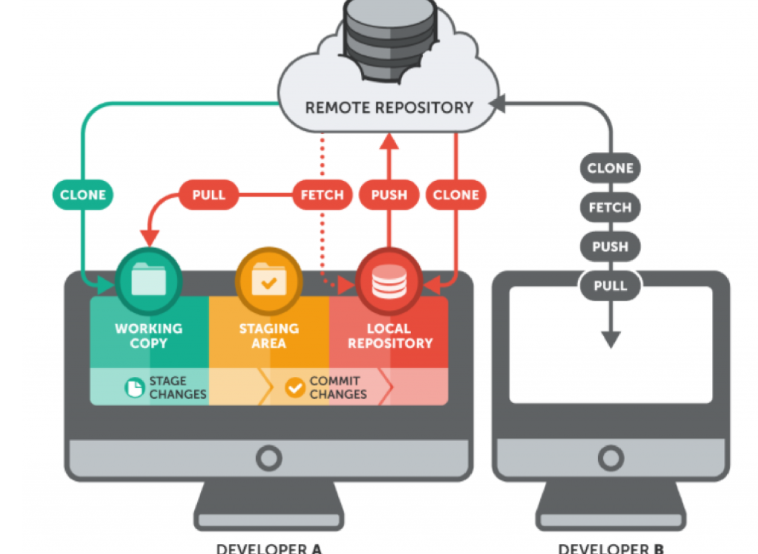 REMOTE REPOSITORY
CLONE
PULL
FETCH
PUSH
CLONE
CLONE
FETCH
PUSH
PULL
WORKING
COPY
STAGING
AREA
LOCAL
REPOSITORY
STAGE
CHANGES
COMMIT
CHANGES
DEVELOPER A
DEVELOPER B